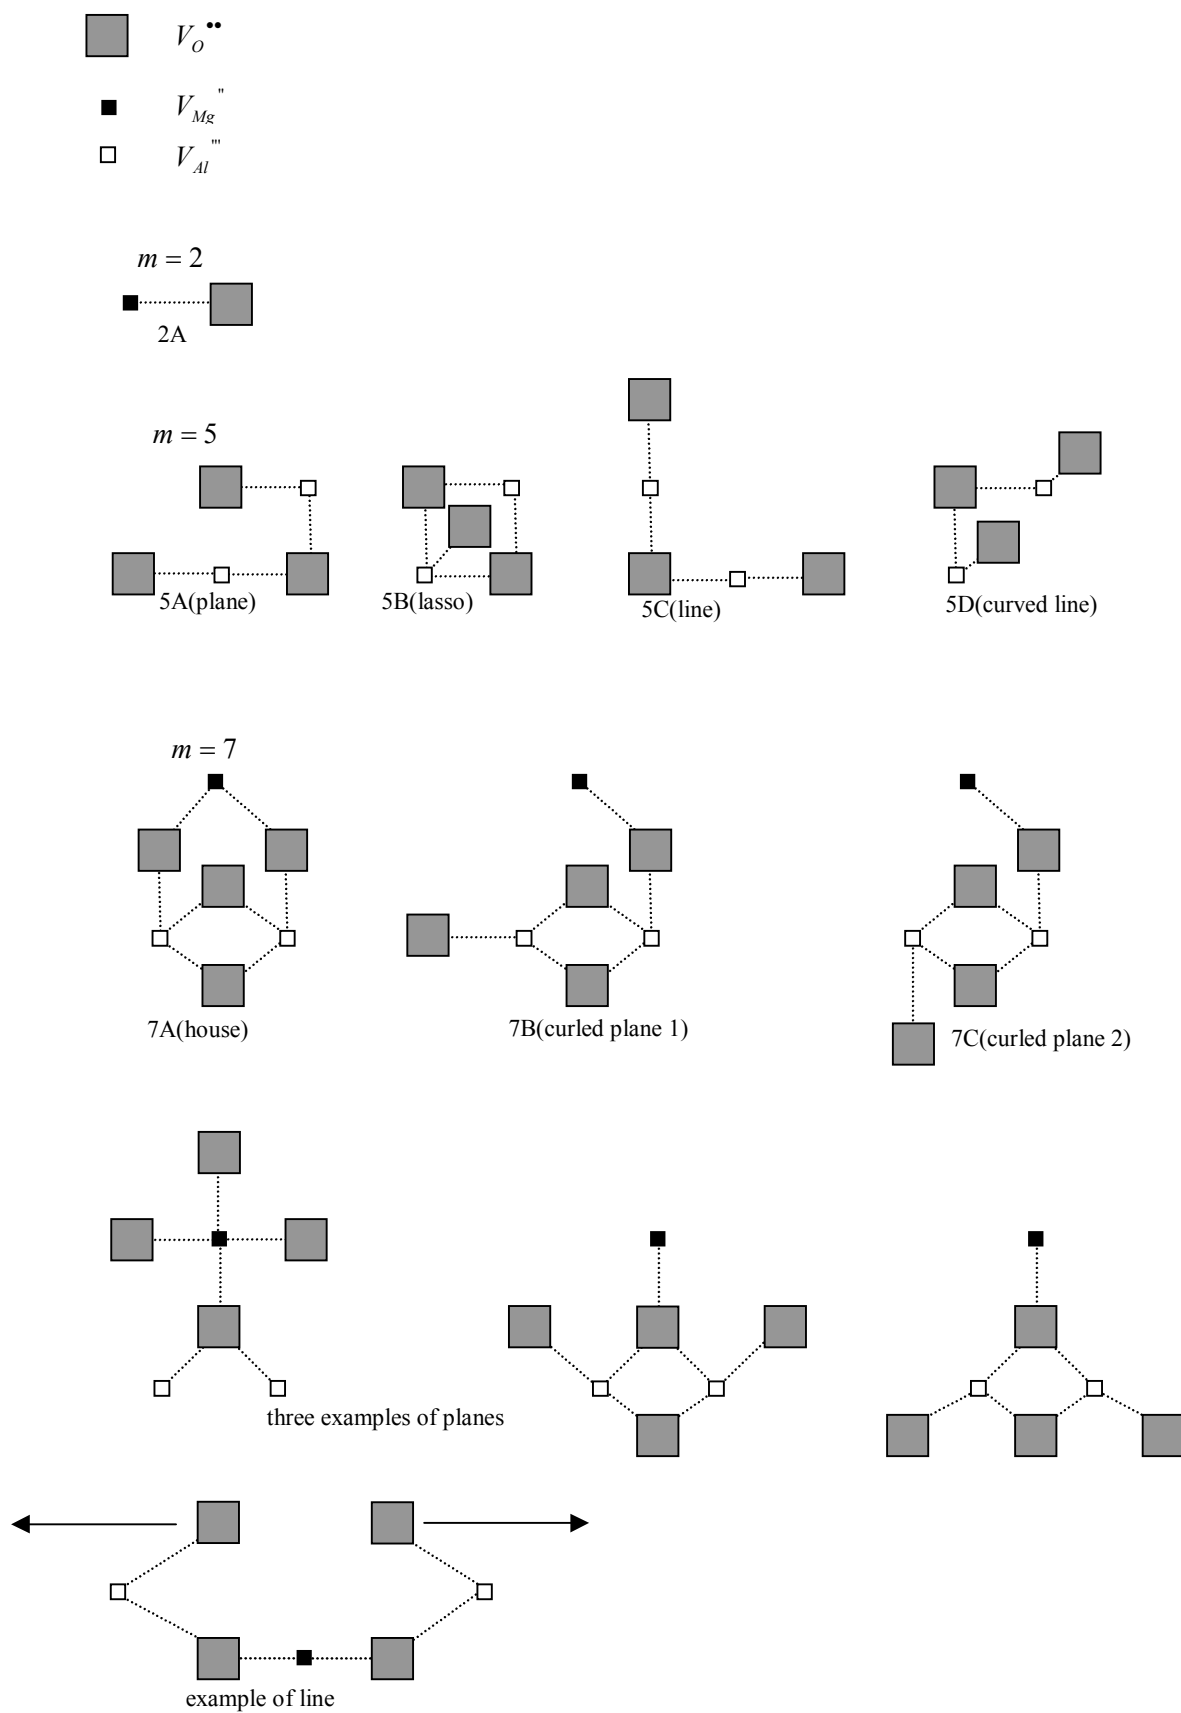 V_O^••
V_Mg^"
V_Al^"'
m = 2
2A
m = 5
5A(plane)
5B(lasso)
5C(line)
5D(curved line)
m = 7
7A(house)
7B(curled plane 1)
7C(curled plane 2)
three examples of planes
example of line